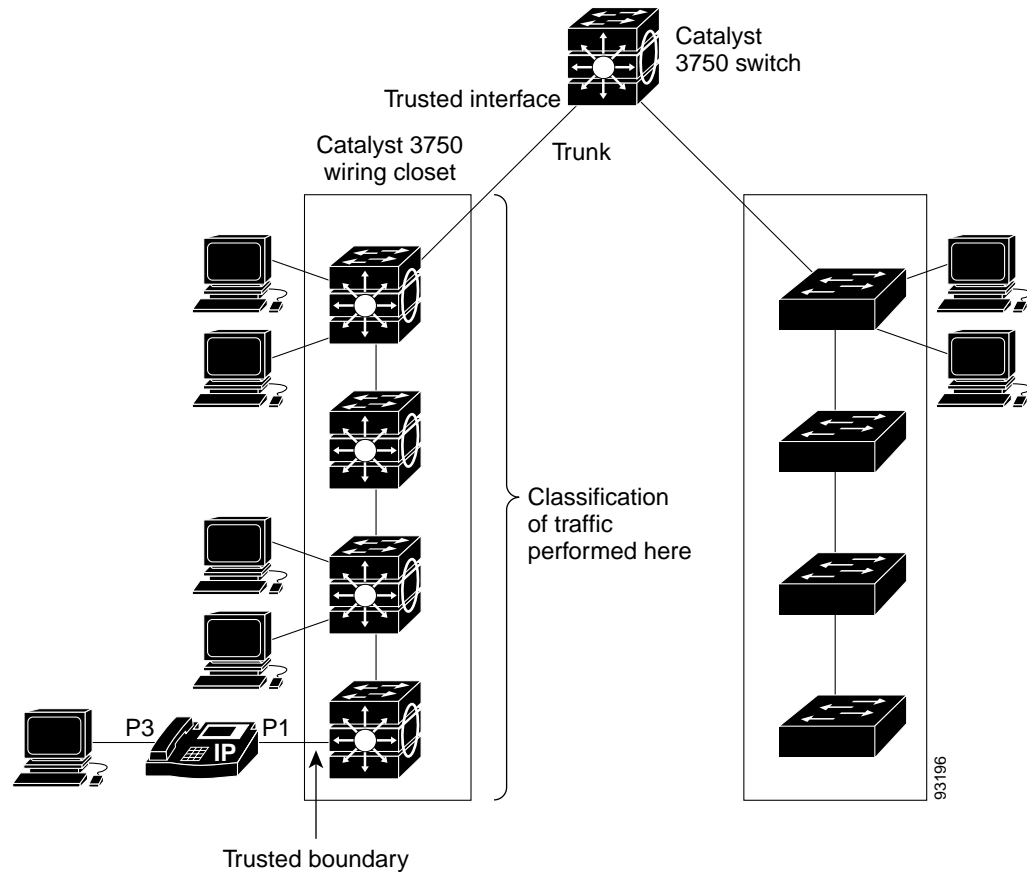 Catalyst
3750 switch
Trusted interface
Trunk
Catalyst 3750
wiring closet
Classification
of traffic
performed here
P3
IP
P1
Trusted boundary
93196